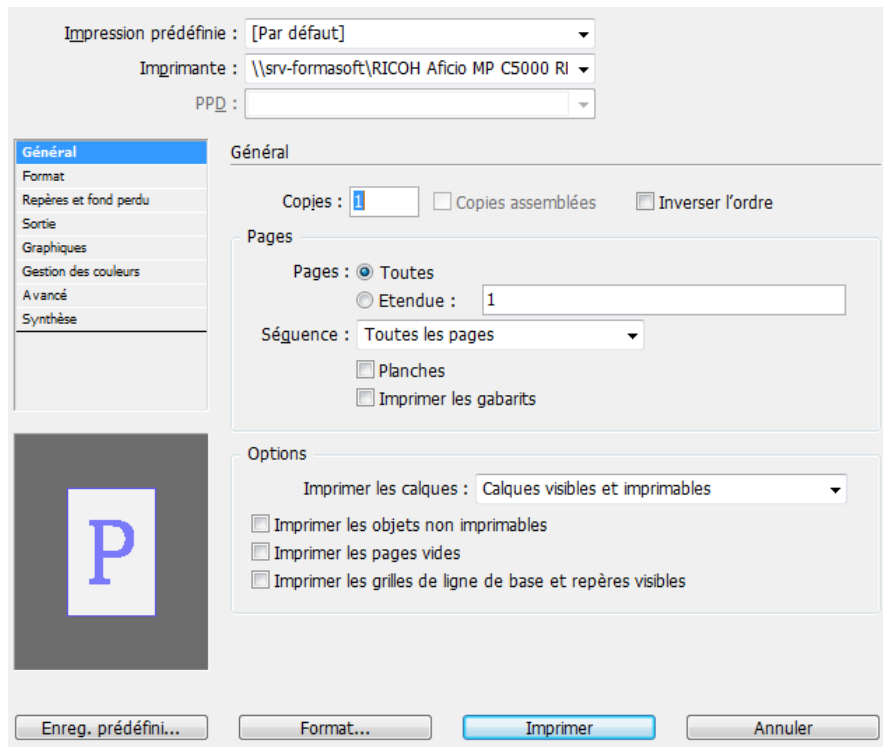 Impression prédéfinie : [Par défaut]
Imprimante : \\srv-formasoft\RICOH Aficio MP C5000 RI
PPD :
Général
Format
Repères et fond perdu
Sortie
Graphiques
Gestion des couleurs
Avancé
Synthèse
Général
Copies : 1 Copies assemblées Inverser l'ordre
Pages
Pages : Toutes
Etendue : 1
Séquence : Toutes les pages
Planches
Imprimer les gabarits
P
Options
Imprimer les calques : Calques visibles et imprimables
Imprimer les objets non imprimables
Imprimer les pages vides
Imprimer les grilles de ligne de base et repères visibles
Enreg. prédéfini... Format... Imprimer Annuler